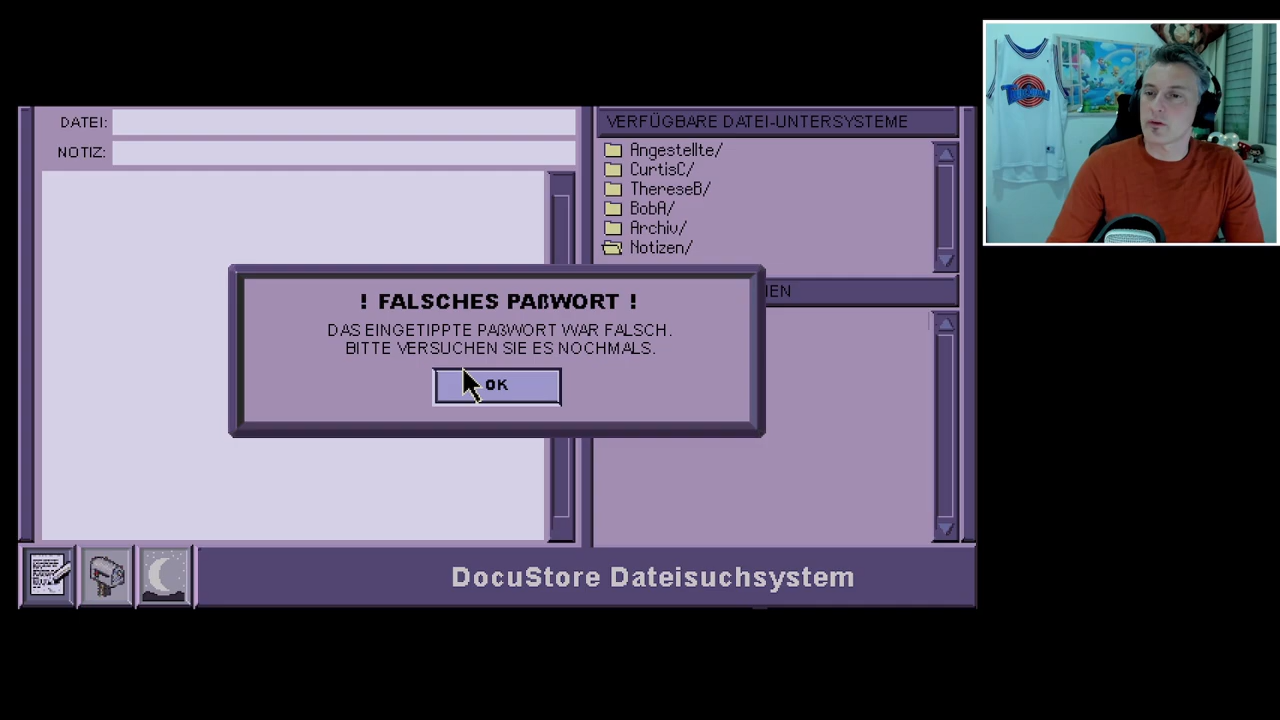 DATEI:
NOTIZ:
VERFÜGBARE DATEI-UNTERSYSTEME
Angestellte/
CurtisC/
ThereseB/
BobA/
Archiv/
Notizen/
! FALSCHES PAßWORT !
DAS EINGETIPPTE PAßWORT WAR FALSCH.
BITTE VERSUCHEN SIE ES NOCHMALS.
OK
DocuStore Dateisuchsystem